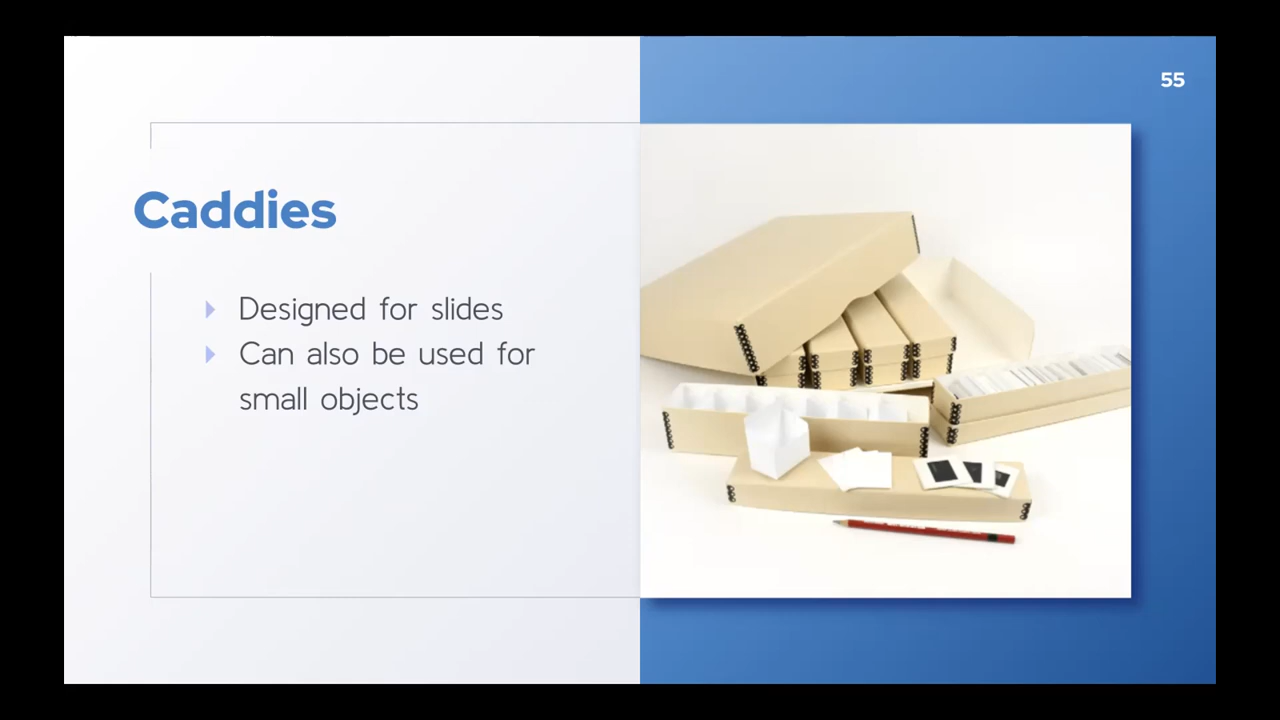 55
Caddies
Designed for slides
Can also be used for
small objects